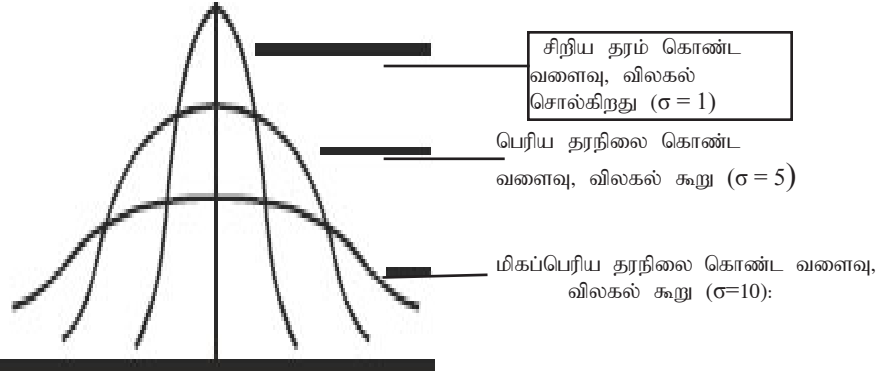 சிறிய தரம் கொண்ட
வளைவு, விலகல்
சொல்கிறது (σ = 1)
பெரிய தரநிலை கொண்ட
வளைவு, விலகல் கூறு (σ = 5)
மிகப்பெரிய தரநிலை கொண்ட வளைவு,
விலகல் கூறு (σ=10):